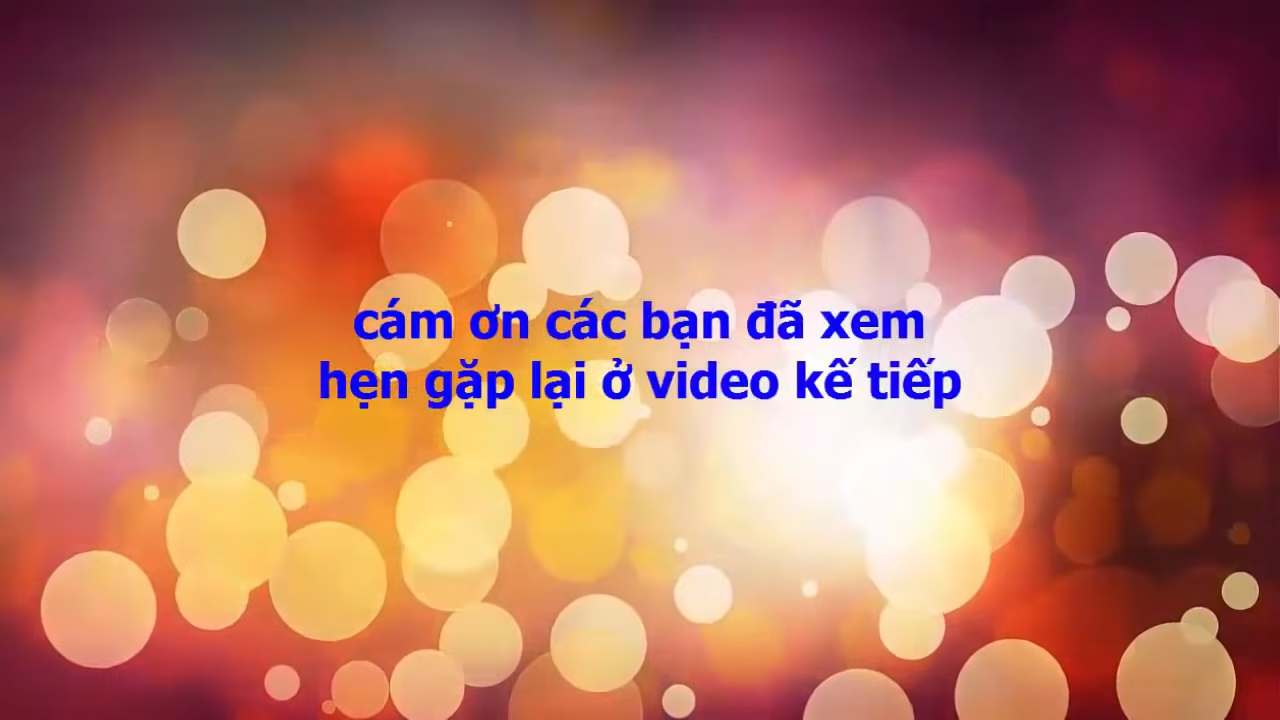 cám ơn các bạn đã xem
hẹn gặp lại ở video kế tiếp